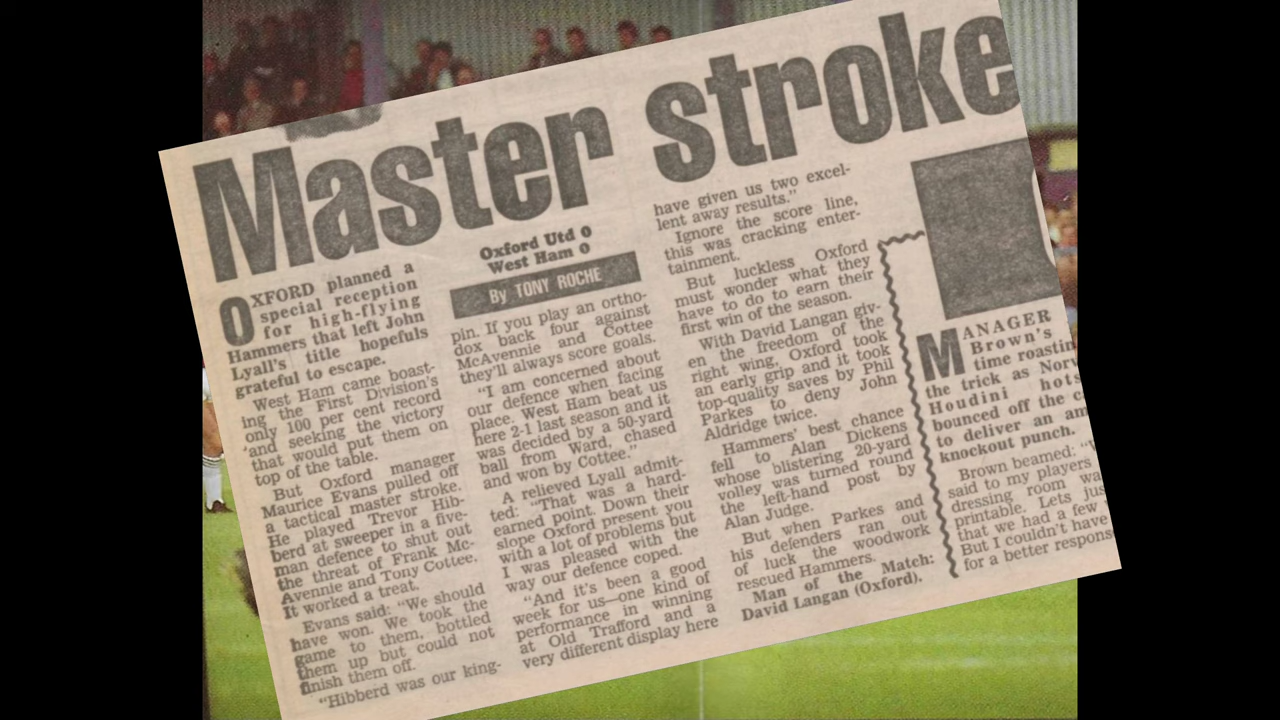 Master stroke
OXFORD planned a
special reception
for high-flying
Hammers that left John
Lyall's title hopefuls
grateful to escape.
West Ham came boast-
ing the First Division's
only 100 per cent record
and seeking the victory
that would put them on
top of the table.
But Oxford manager
Maurice Evans pulled off
a tactical master stroke.
He played Trevor Hib-
berd at sweeper in a five-
man defence to shut out
the threat of Frank Mc-
Avennie and Tony Cottee.
It worked a treat.
Evans said: “We should
have won. We took the
game to them, bottled
them up but could not
finish them off.
“Hibberd was our king-
Oxford Utd 0
West Ham 0
By TONY ROCHE
pin. If you play an ortho-
dox back four against
McAvennie and Cottee
they'll always score goals.
“I am concerned about
our defence when facing
place. West Ham beat us
here 2-1 last season and it
was decided by a 50-yard
ball from Ward, chased
and won by Cottee.”
A relieved Lyall admit-
ted: “That was a hard-
earned point. Down their
slope Oxford present you
with a lot of problems but
I was pleased with the
way our defence coped.
“And it's been a good
week for us—one kind of
performance in winning
at Old Trafford and a
very different display here
have given us two excel-
lent away results.”
Ignore the score line,
this was cracking enter-
tainment.
But luckless Oxford
must wonder what they
have to do to earn their
first win of the season.
With David Langan giv-
en the freedom of the
right wing, Oxford took
an early grip and it took
top-quality saves by Phil
Parkes to deny John
Aldridge twice.
Hammers' best chance
fell to Alan Dickens
whose blistering 20-yard
volley was turned round
the left-hand post by
Alan Judge.
But when Parkes and
his defenders ran out
of luck the woodwork
rescued Hammers.
Man of the Match:
David Langan (Oxford).
MANAGER
Brown's
time roastin
the trick as Norw
Houdini hots
bounced off the c
to deliver an am
knockout punch.
Brown beamed: “
said to my players
dressing room wa
printable. Lets jus
that we had a few
But I couldn't have
for a better respons